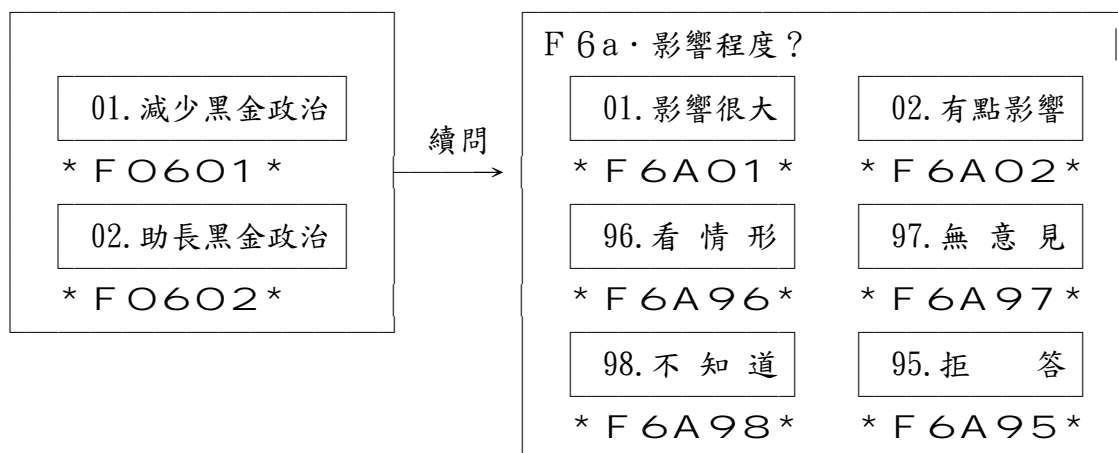 01.減少黑金政治
*F0601*
02.助長黑金政治
*F0602*
續問
F6a·影響程度？
01.影響很大 02.有點影響
*F6A01* *F6A02*
96.看情形 97.無意見
*F6A96* *F6A97*
98.不知道 95.拒答
*F6A98* *F6A95*